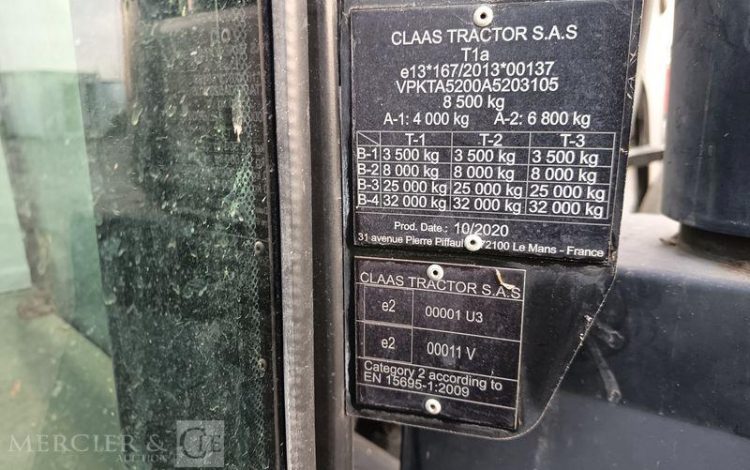 CLAAS TRACTOR S.A.S
T1a
e13*167/2013*00137
VPKTA5200A5203105
8 500 kg
A-1: 4 000 kg A-2: 6 800 kg
T-1 T-2 T-3
B-1 3 500 kg 3 500 kg 3 500 kg
B-2 8 000 kg 8 000 kg 8 000 kg
B-3 25 000 kg 25 000 kg 25 000 kg
B-4 32 000 kg 32 000 kg 32 000 kg
Prod. Date : 10/2020
31 avenue Pierre Piffaul 72100 Le Mans - France
CLAAS TRACTOR S.A.S
e2 00001 U3
e2 00011 V
Category 2 according to
EN 15695-1:2009
MERCIER &
AUCTION